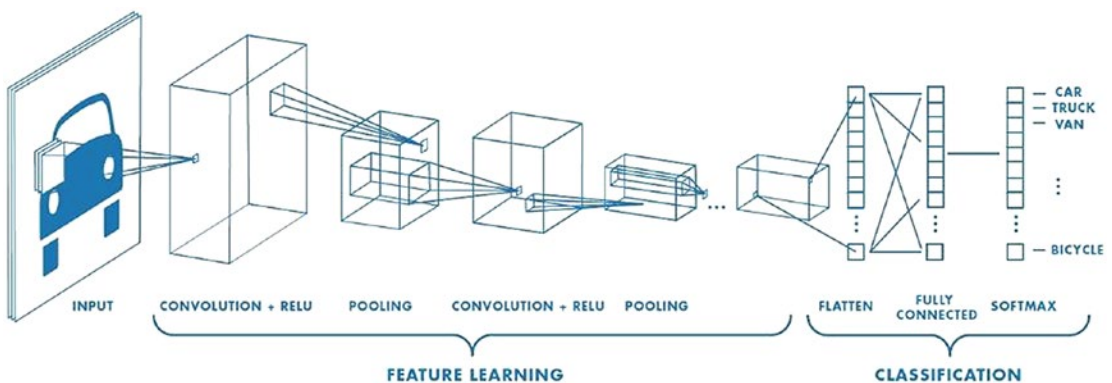 CAR
TRUCK
VAN
BICYCLE
INPUT
CONVOLUTION + RELU
POOLING
CONVOLUTION + RELU
POOLING
FLATTEN
FULLY
CONNECTED
SOFTMAX
FEATURE LEARNING
CLASSIFICATION